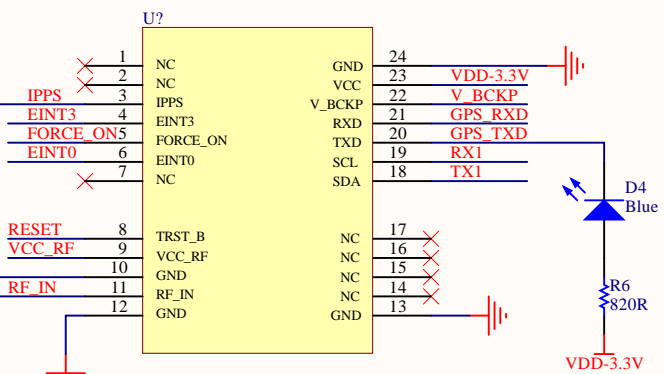 U?
1 NC GND 24
2 NC VCC 23 VDD-3.3V
IPPS 3 IPPS V_BCKP 22 V_BCKP
EINT3 4 EINT3 RXD 21 GPS_RXD
FORCE_ON 5 FORCE_ON TXD 20 GPS_TXD
EINT0 6 EINT0 SCL 19 RX1
7 NC SDA 18 TX1
D4
Blue
RESET 8 TRST_B NC 17
VCC_RF 9 VCC_RF NC 16
10 GND NC 15
RF_IN 11 RF_IN NC 14
12 GND GND 13
R6
820R
VDD-3.3V